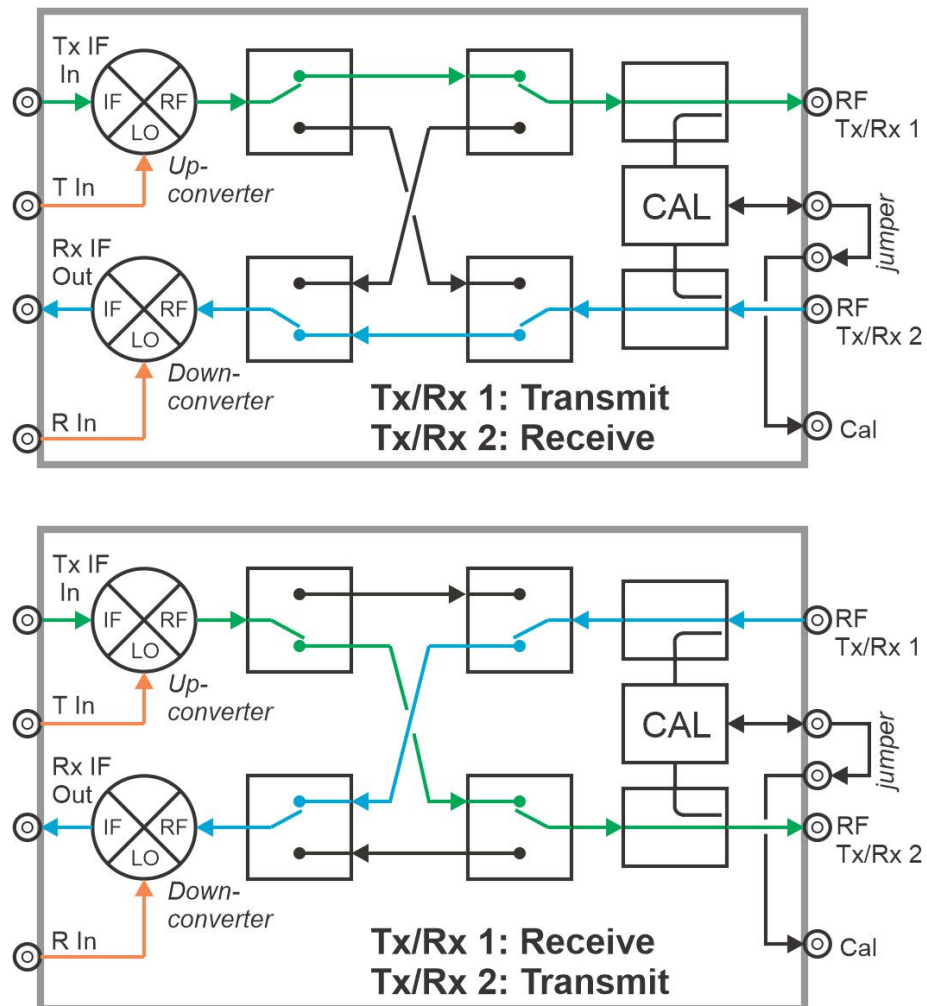 Tx IF
In
IF
RF
LO
Up-
converter
T In
Rx IF
Out
IF
RF
LO
Down-
converter
R In
CAL
RF
Tx/Rx 1
jumper
RF
Tx/Rx 2
Cal
Tx/Rx 1: Transmit
Tx/Rx 2: Receive
Tx IF
In
IF
RF
LO
Up-
converter
T In
Rx IF
Out
IF
RF
LO
Down-
converter
R In
CAL
RF
Tx/Rx 1
jumper
RF
Tx/Rx 2
Cal
Tx/Rx 1: Receive
Tx/Rx 2: Transmit